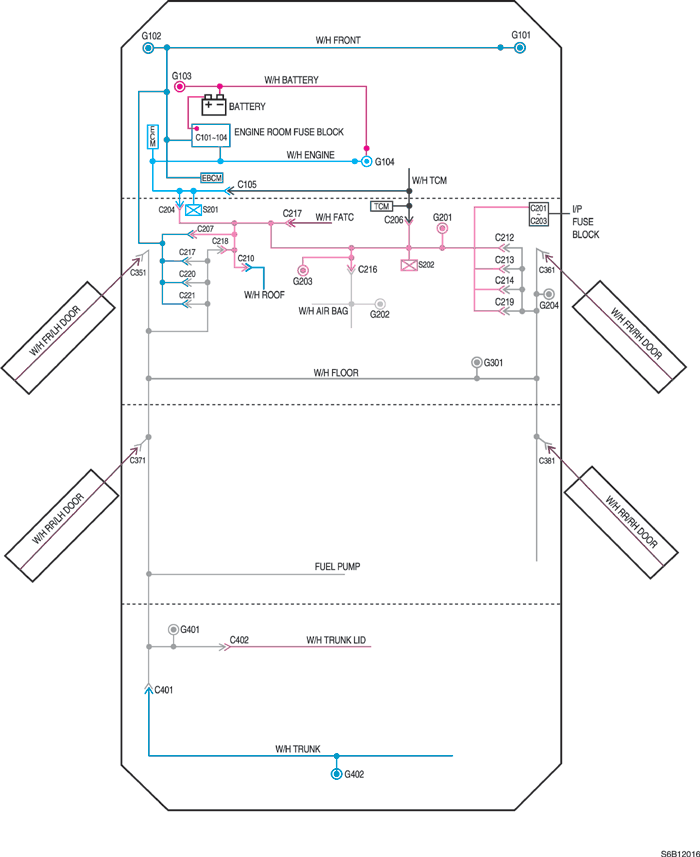 G102
W/H FRONT
G101
G103
W/H BATTERY
BATTERY
ECM
C101~104
ENGINE ROOM FUSE BLOCK
W/H ENGINE
G104
EBCM
C105
W/H TCM
C204
S201
TCM
C206
C201
~
C203
I/P
FUSE
BLOCK
C217
W/H FATC
G201
C207
C218
C212
C217
C210
C213
C351
C220
G203
C216
S202
C214
C361
C221
W/H ROOF
C219
G204
W/H AIR BAG
G202
W/H FR/LH DOOR
W/H FR/RH DOOR
G301
W/H FLOOR
C371
C381
W/H RR/LH DOOR
W/H RR/RH DOOR
FUEL PUMP
G401
C402
W/H TRUNK LID
C401
W/H TRUNK
G402
S6B12016